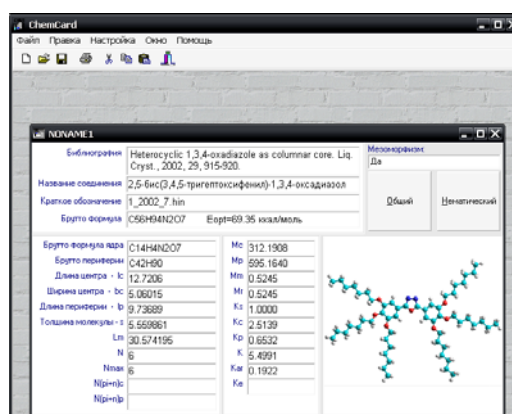 ChemCard
Файл Правка Настройка Окно Помощь
NONAME1
Библиография
Heterocyclic 1,3,4-oxadiazole as columnar core. Liq.
Cryst., 2002, 29, 915-920.
Мезоморфизм
Да
Название соединения 2,5-бис(3,4,5-тригептоксифенил)-1,3,4-оксадиазол
Краткое обозначение 1_2002_7.hin
Брутто формула C56H94N2O7 Eopt=69.35 ккал/моль
Общий Нематический
Брутто формула ядра C14H4N2O7
Брутто периферии C42H90
Длина центра - lc 12.7206
Ширина центра - bc 5.06015
Длина периферии - lp 9.73689
Толщина молекулы - s 5.559861
Lm 30.574195
N 6
Nmax 6
N(pi+n)c
N(pi+n)p
Mc 312.1908
Mp 595.1640
Mm 0.5245
Mr 0.5245
Ks 1.0000
Kc 2.5139
Kp 0.6532
K 5.4991
Kar 0.1922
Ke